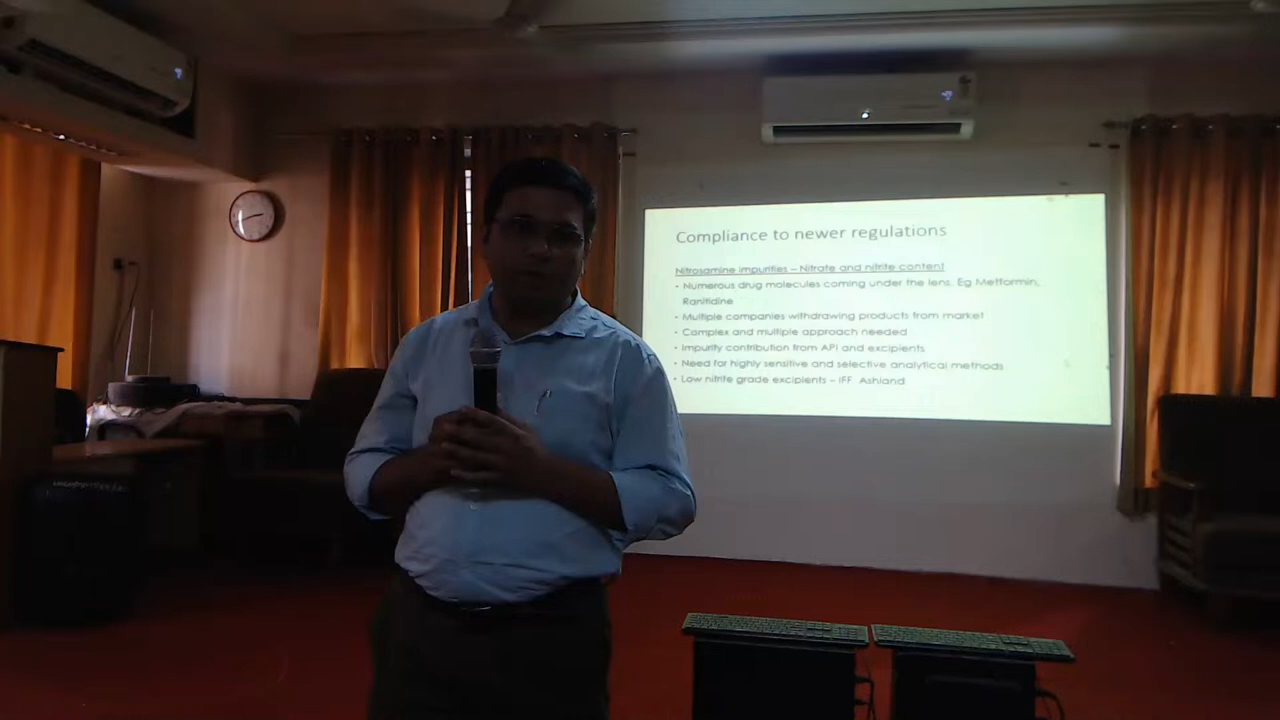 Compliance to newer regulations
Nitrosamine impurities – Nitrate and nitrite content
• Numerous drug molecules coming under the lens. Eg Metformin,
Ranitidine
• Multiple companies withdrawing products from market
• Complex and multiple approach needed
• Impurity contribution from API and excipients
• Need for highly sensitive and selective analytical methods
• Low nitrite grade excipients – IFF Ashland